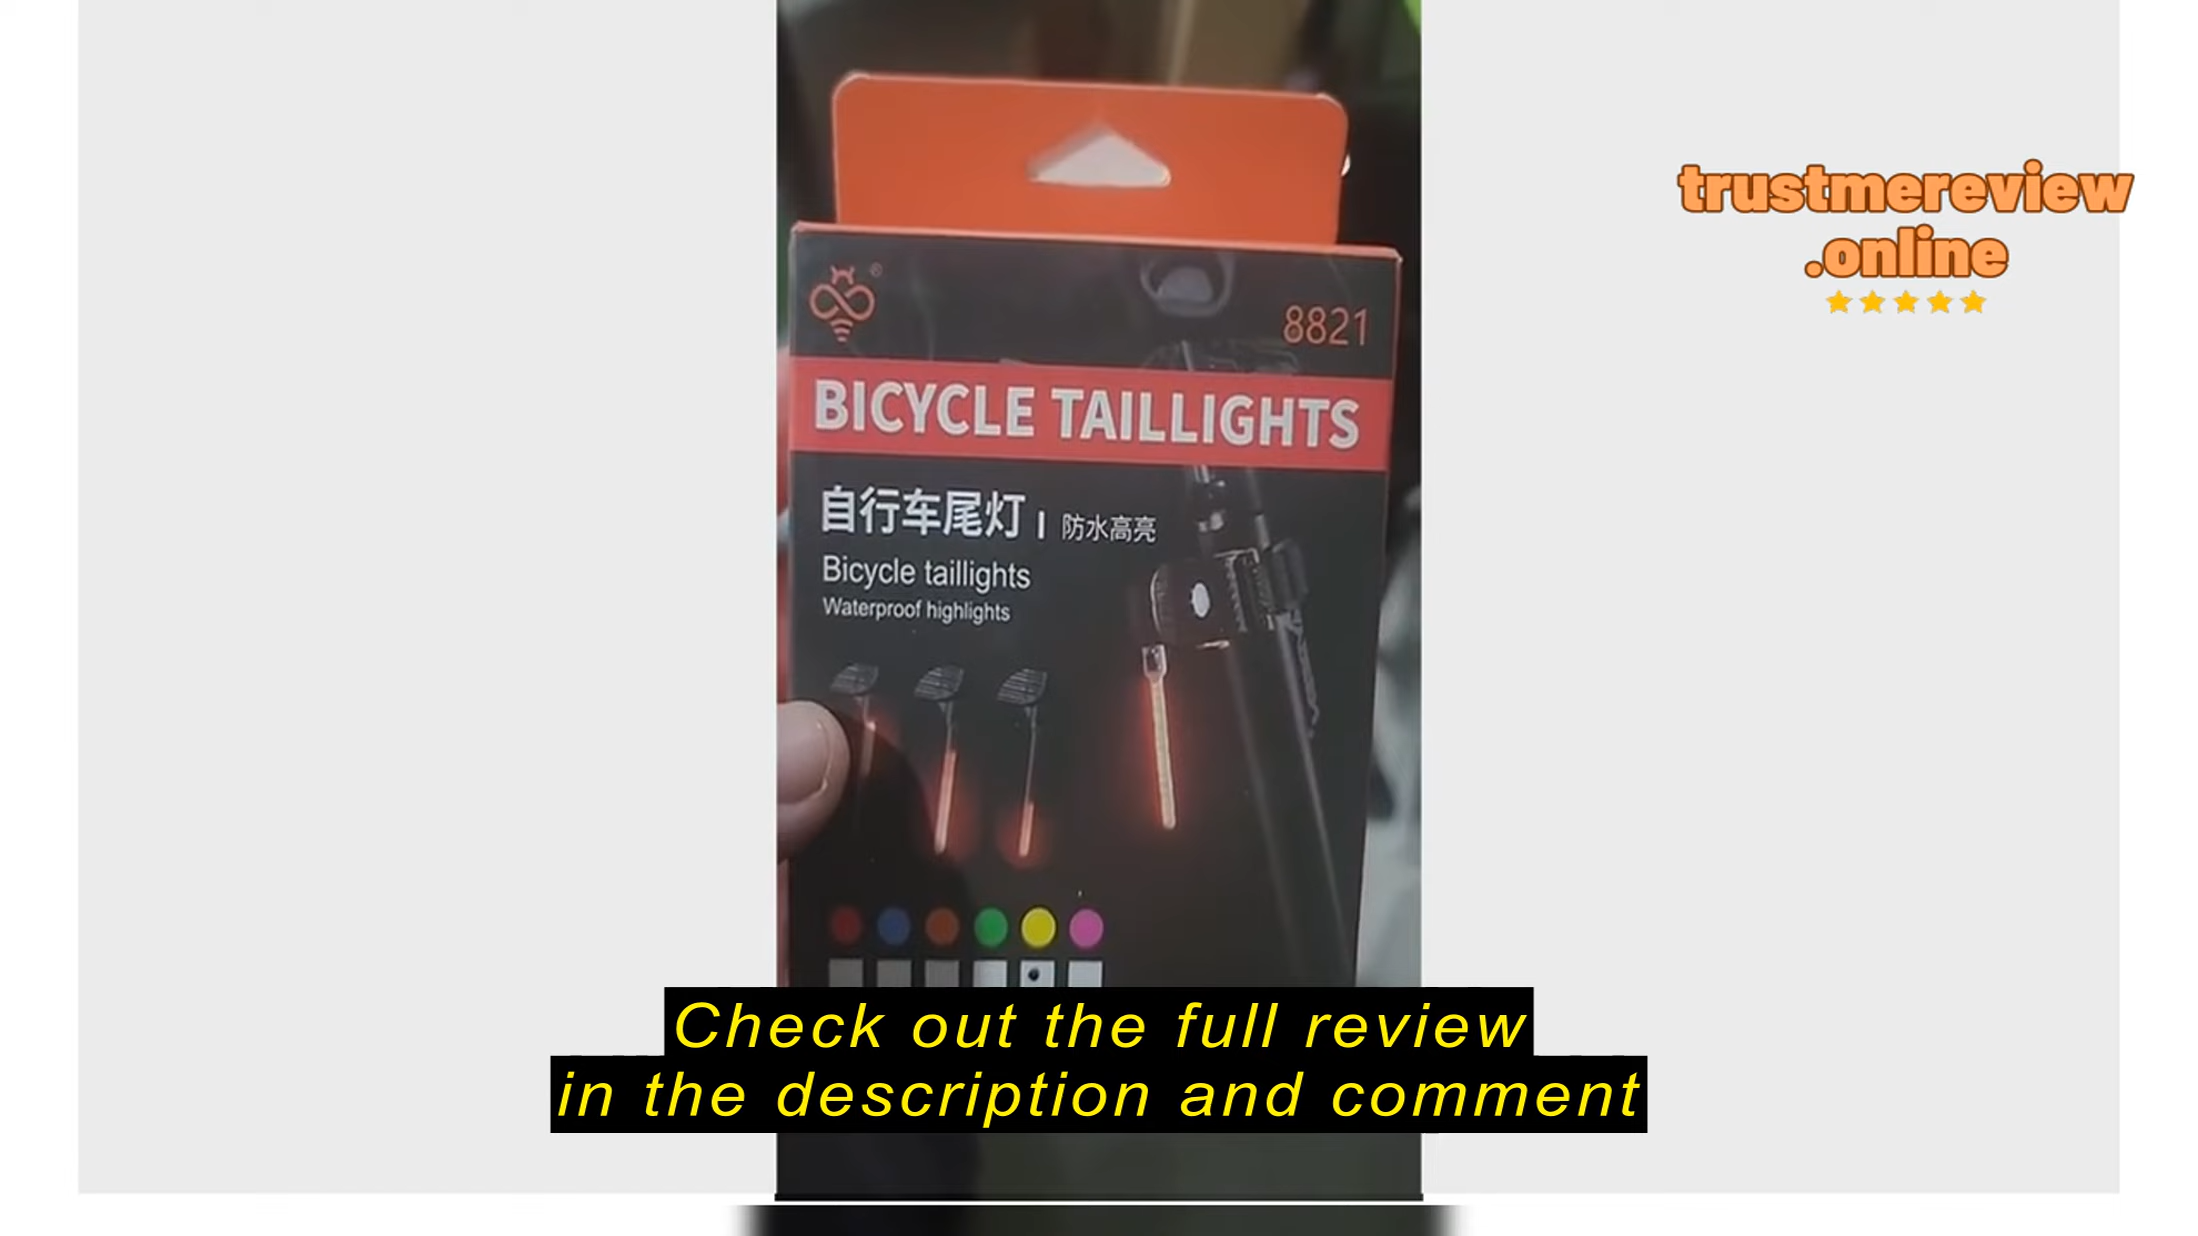 trustmereview
.online
®
8821
BICYCLE TAILLIGHTS
自行车尾灯 | 防水高亮
Bicycle taillights
Waterproof highlights
Check out the full review
in the description and comment